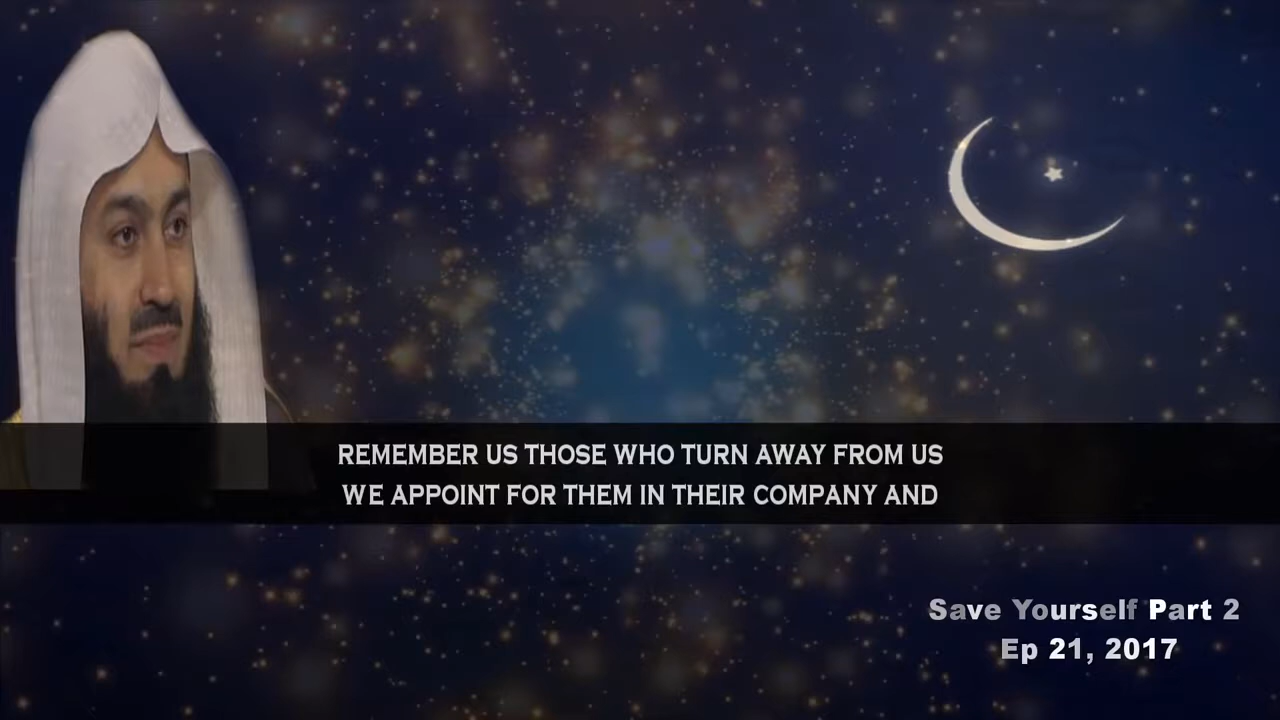 REMEMBER US THOSE WHO TURN AWAY FROM US
WE APPOINT FOR THEM IN THEIR COMPANY AND
Save Yourself Part 2
Ep 21, 2017